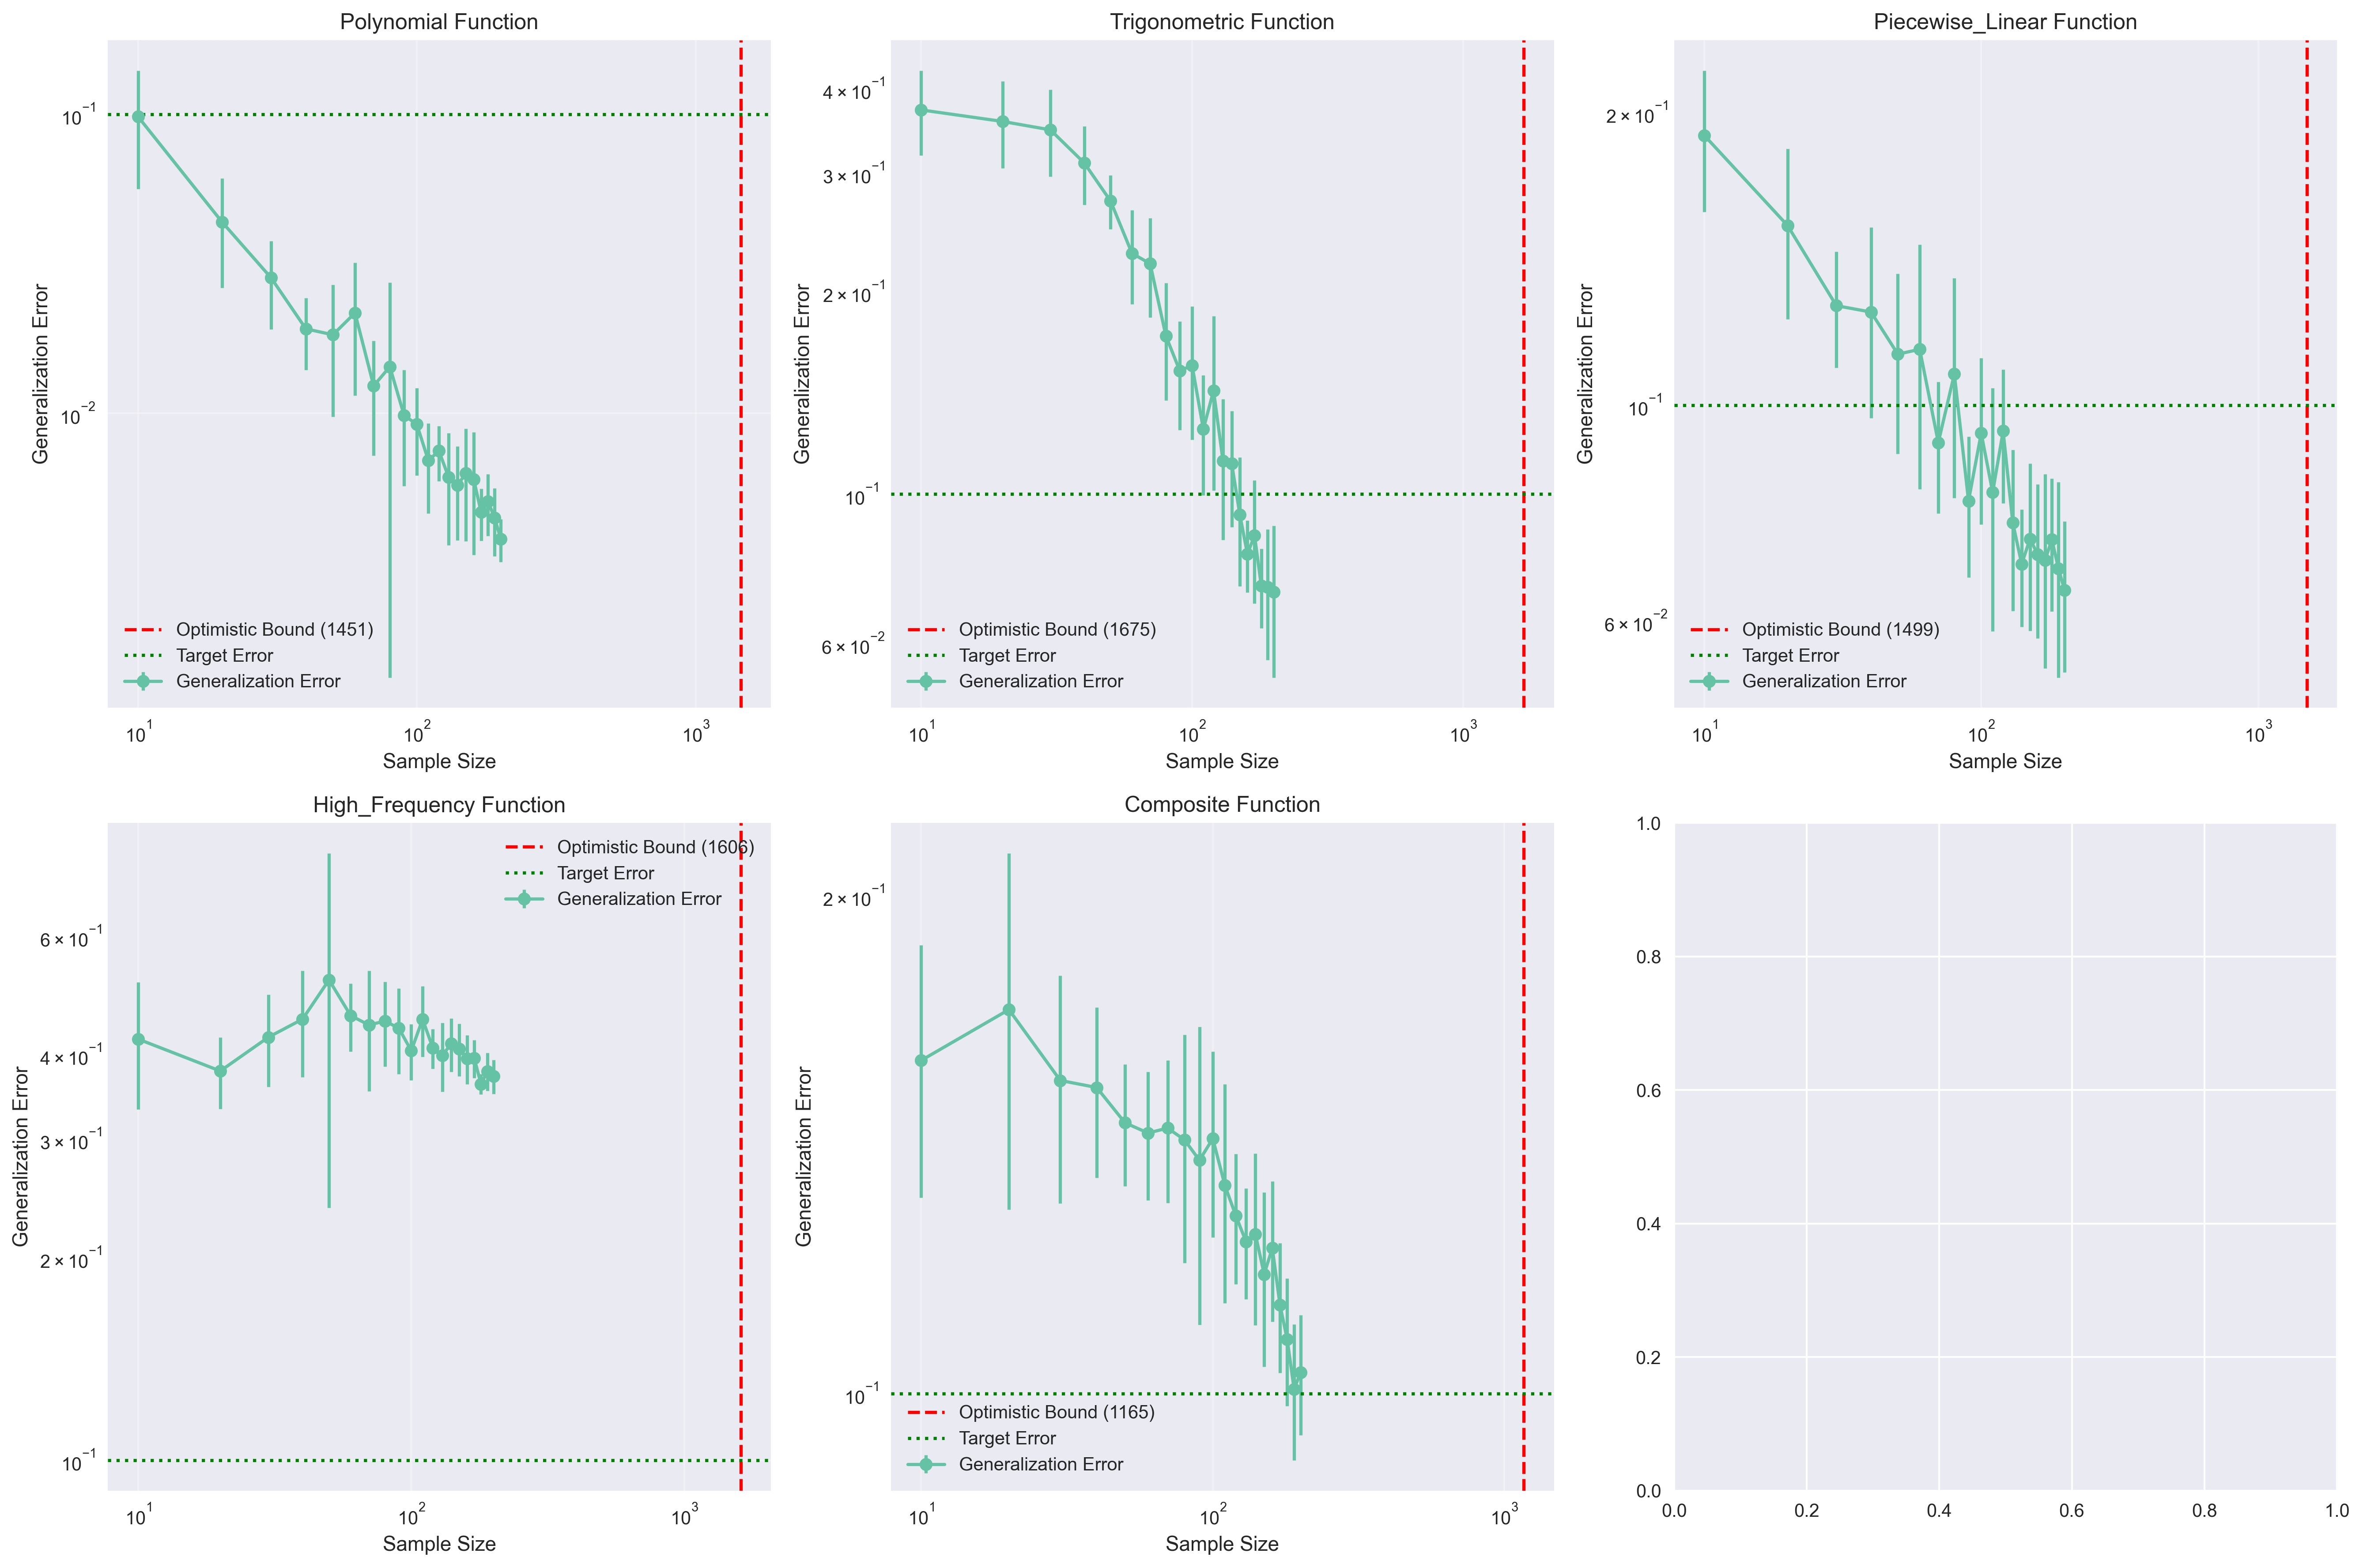 Polynomial Function
Generalization Error
10⁻¹
10⁻²
Optimistic Bound (1451)
Target Error
Generalization Error
10¹
10²
10³
Sample Size
Trigonometric Function
Generalization Error
4 × 10⁻¹
3 × 10⁻¹
2 × 10⁻¹
10⁻¹
6 × 10⁻²
Optimistic Bound (1675)
Target Error
Generalization Error
10¹
10²
10³
Sample Size
Piecewise_Linear Function
Generalization Error
2 × 10⁻¹
10⁻¹
6 × 10⁻²
Optimistic Bound (1499)
Target Error
Generalization Error
10¹
10²
10³
Sample Size
High_Frequency Function
Generalization Error
6 × 10⁻¹
4 × 10⁻¹
3 × 10⁻¹
2 × 10⁻¹
10⁻¹
Optimistic Bound (1606)
Target Error
Generalization Error
10¹
10²
10³
Sample Size
Composite Function
Generalization Error
2 × 10⁻¹
10⁻¹
Optimistic Bound (1165)
Target Error
Generalization Error
10¹
10²
10³
Sample Size
1.0
0.8
0.6
0.4
0.2
0.0
0.0 0.2 0.4 0.6 0.8 1.0